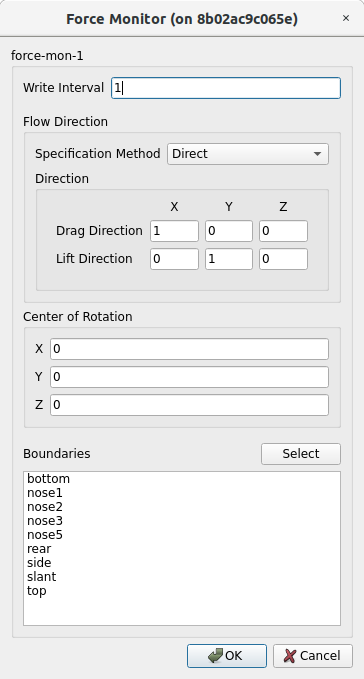 Force Monitor (on 8b02ac9c065e) ×
force-mon-1
Write Interval 1
Flow Direction
Specification Method Direct
Direction
X Y Z
Drag Direction 1 0 0
Lift Direction 0 1 0
Center of Rotation
X 0
Y 0
Z 0
Boundaries Select
bottom
nose1
nose2
nose3
nose5
rear
side
slant
top
OK Cancel